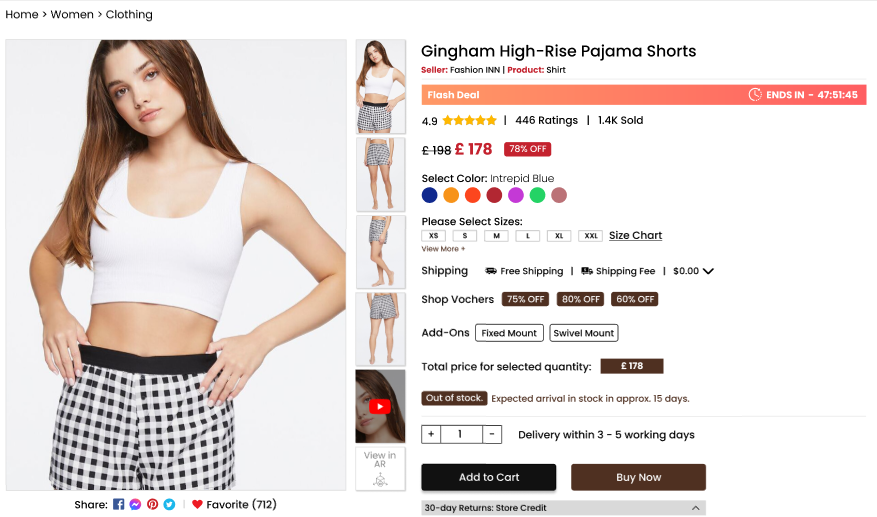 Home > Women > Clothing
Gingham High-Rise Pajama Shorts
Seller: Fashion INN | Product: Shirt
Flash Deal
ENDS IN - 47:51:45
4.9 | 446 Ratings | 1.4K Sold
£ 198 £ 178 78% OFF
Select Color: Intrepid Blue
Please Select Sizes:
XS S M L XL XXL Size Chart
View More +
Shipping Free Shipping | Shipping Fee | $0.00
Shop Vochers 75% OFF 80% OFF 60% OFF
Add-Ons Fixed Mount Swivel Mount
Total price for selected quantity: £ 178
Out of stock. Expected arrival in stock in approx. 15 days.
+ 1 - Delivery within 3 - 5 working days
View in
AR
Add to Cart Buy Now
Share: Favorite (712)
30-day Returns: Store Credit